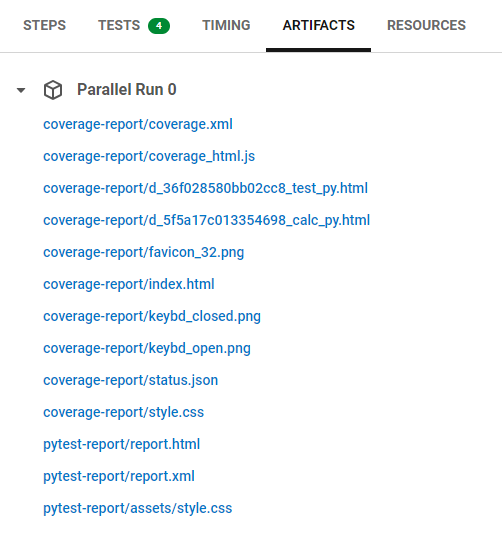 STEPS TESTS 4 TIMING ARTIFACTS RESOURCES
Parallel Run 0
coverage-report/coverage.xml
coverage-report/coverage_html.js
coverage-report/d_36f028580bb02cc8_test_py.html
coverage-report/d_5f5a17c013354698_calc_py.html
coverage-report/favicon_32.png
coverage-report/index.html
coverage-report/keybd_closed.png
coverage-report/keybd_open.png
coverage-report/status.json
coverage-report/style.css
pytest-report/report.html
pytest-report/report.xml
pytest-report/assets/style.css